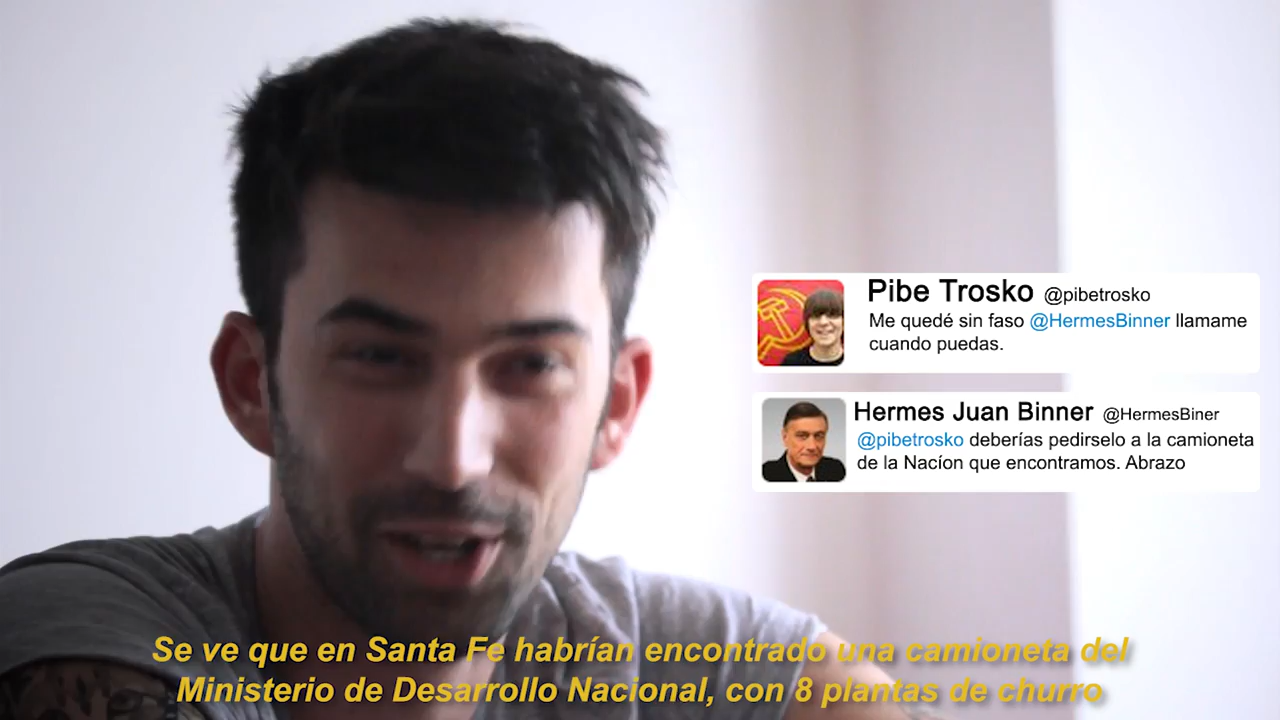 Pibe Trosko @pibetrosko
Me quedé sin faso @HermesBinner llamame
cuando puedas.
Hermes Juan Binner @HermesBiner
@pibetrosko deberías pedirselo a la camioneta
de la Nacíon que encontramos. Abrazo
Se ve que en Santa Fe habrían encontrado una camioneta del
Ministerio de Desarrollo Nacional, con 8 plantas de churro